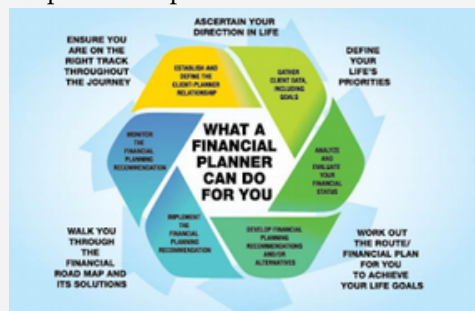 ASCERTAIN YOUR
DIRECTION IN LIFE
ENSURE YOU
ARE ON THE
RIGHT TRACK
THROUGHOUT
THE JOURNEY
DEFINE
YOUR
LIFE'S
PRIORITIES
ESTABLISH AND
DEFINE THE
CLIENT-PLANNER
RELATIONSHIP
GATHER
CLIENT DATA,
INCLUDING
GOALS
MONITOR
THE
FINANCIAL
PLANNING
RECOMMENDATION
WHAT A
FINANCIAL
PLANNER
CAN DO
FOR YOU
ANALYZE
AND
EVALUATE
YOUR
FINANCIAL
STATUS
IMPLEMENT
THE
FINANCIAL
PLANNING
RECOMMENDATION
DEVELOP FINANCIAL
PLANNING
RECOMMENDATIONS
AND/OR
ALTERNATIVES
WALK YOU
THROUGH
THE
FINANCIAL
ROAD MAP AND
ITS SOLUTIONS
WORK OUT
THE ROUTE/
FINANCIAL PLAN
FOR YOU
TO ACHIEVE
YOUR LIFE GOALS